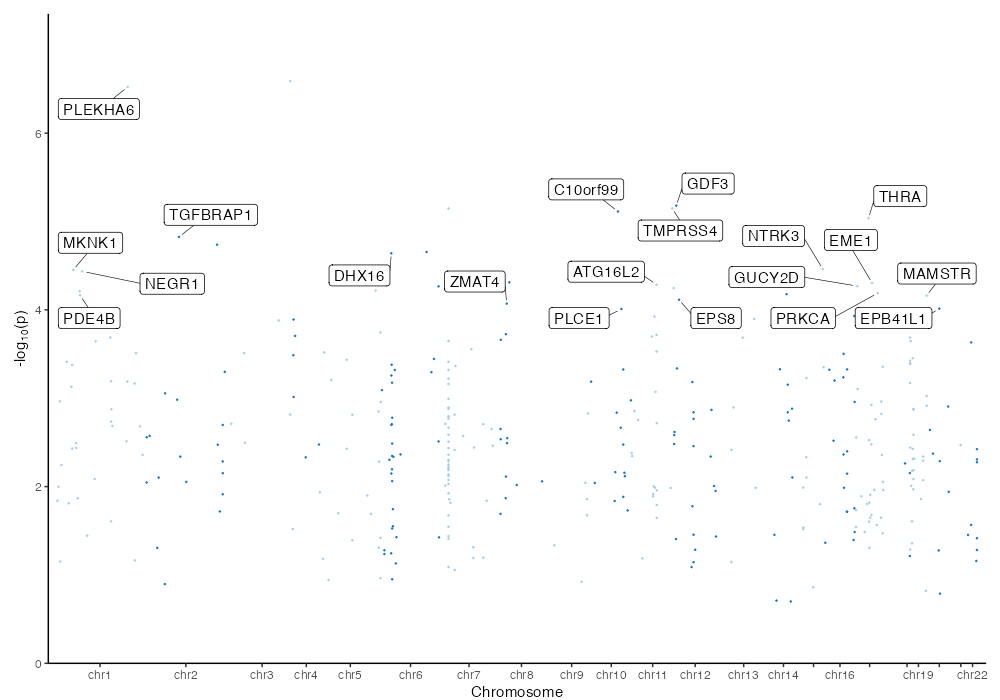 PLEKHA6
6
C10orf99
GDF3
THRA
TGFBRAP1
TMPRSS4
MKNK1
NTRK3
EME1
NEGR1
DHX16
ZMAT4
ATG16L2
GUCY2D
MAMSTR
4
PDE4B
PLCE1
EPS8
PRKCA
EPB41L1
-log10(p)
2
0
chr1 chr2 chr3 chr4 chr5 chr6 chr7 chr8 chr9 chr10 chr11 chr12 chr13 chr14 chr16 chr19 chr22
Chromosome